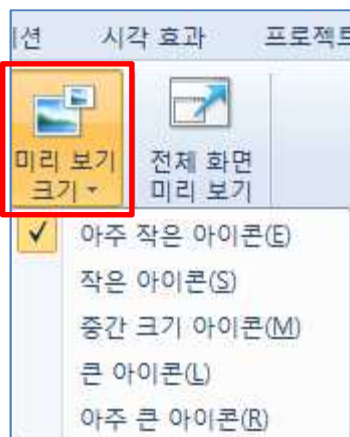 이션 시각 효과 프로젝트
미리 보기
크기
전체 화면
미리 보기
아주 작은 아이콘(E)
작은 아이콘(S)
중간 크기 아이콘(M)
큰 아이콘(L)
아주 큰 아이콘(R)